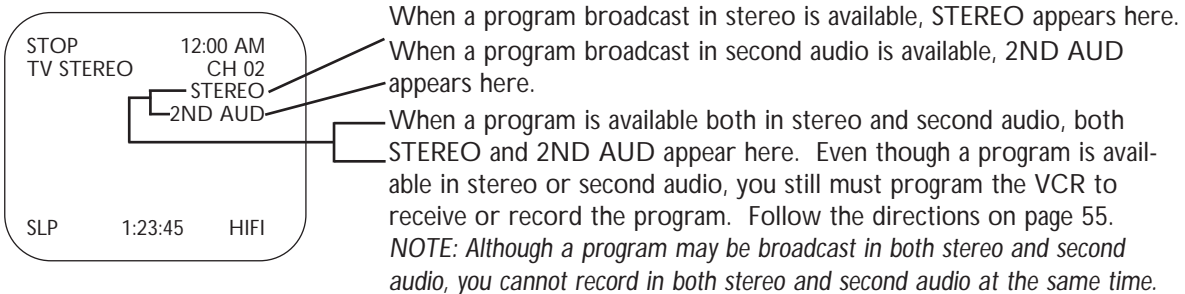 STOP 12:00 AM
TV STEREO CH 02
STEREO
2ND AUD
SLP 1:23:45 HIFI
When a program broadcast in stereo is available, STEREO appears here.
When a program broadcast in second audio is available, 2ND AUD
appears here.
When a program is available both in stereo and second audio, both
STEREO and 2ND AUD appear here. Even though a program is avail-
able in stereo or second audio, you still must program the VCR to
receive or record the program. Follow the directions on page 55.
NOTE: Although a program may be broadcast in both stereo and second
audio, you cannot record in both stereo and second audio at the same time.